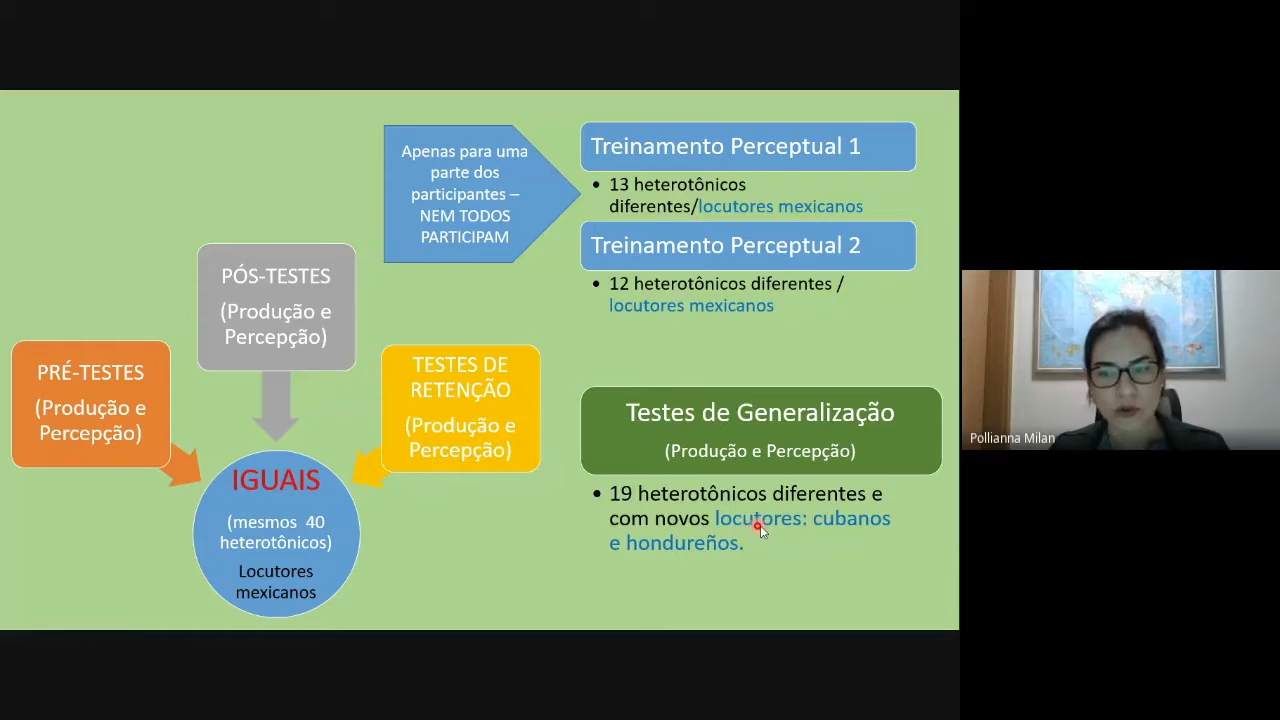 Apenas para uma
parte dos
participantes –
NEM TODOS
PARTICIPAM
Treinamento Perceptual 1
• 13 heterotônicos
diferentes/locutores mexicanos
Treinamento Perceptual 2
• 12 heterotônicos diferentes /
locutores mexicanos
PÓS-TESTES
(Produção e
Percepção)
PRÉ-TESTES
(Produção e
Percepção)
TESTES DE
RETENÇÃO
(Produção e
Percepção)
IGUAIS
(mesmos 40
heterotônicos)
Locutores
mexicanos
Testes de Generalização
(Produção e Percepção)
• 19 heterotônicos diferentes e
com novos locutores: cubanos
e hondureños.
Pollianna Milan